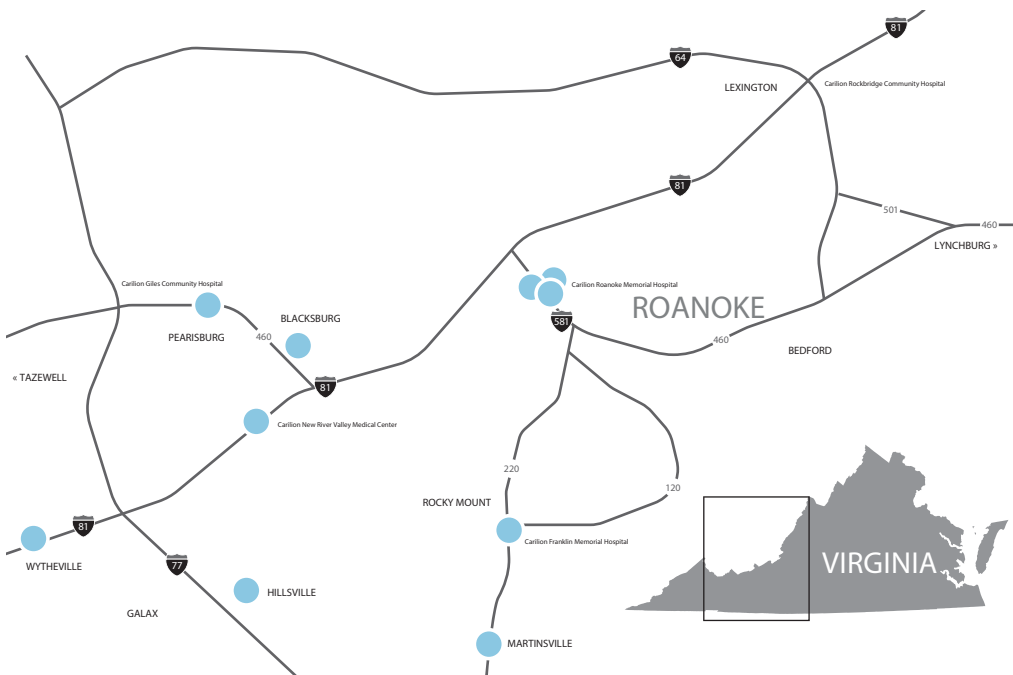 81
64
LEXINGTON
Carilion Rockbridge Community Hospital
81
501
460
LYNCHBURG »
Carilion Giles Community Hospital
Carilion Roanoke Memorial Hospital
ROANOKE
BLACKSBURG
581
PEARISBURG
460
460
BEDFORD
« TAZEWELL
81
Carilion New River Valley Medical Center
220
120
ROCKY MOUNT
81
Carilion Franklin Memorial Hospital
WYTHEVILLE
77
VIRGINIA
HILLSVILLE
GALAX
MARTINSVILLE